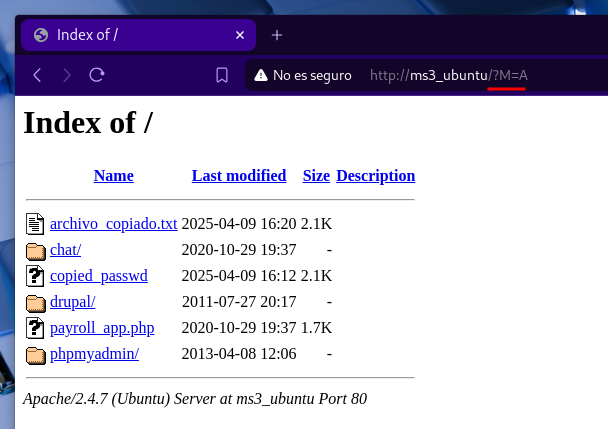 Index of /
No es seguro http://ms3_ubuntu/?M=A
Index of /
Name Last modified Size Description
archivo_copiado.txt 2025-04-09 16:20 2.1K
chat/ 2020-10-29 19:37 -
copied_passwd 2025-04-09 16:12 2.1K
drupal/ 2011-07-27 20:17 -
payroll_app.php 2020-10-29 19:37 1.7K
phpmyadmin/ 2013-04-08 12:06 -
Apache/2.4.7 (Ubuntu) Server at ms3_ubuntu Port 80